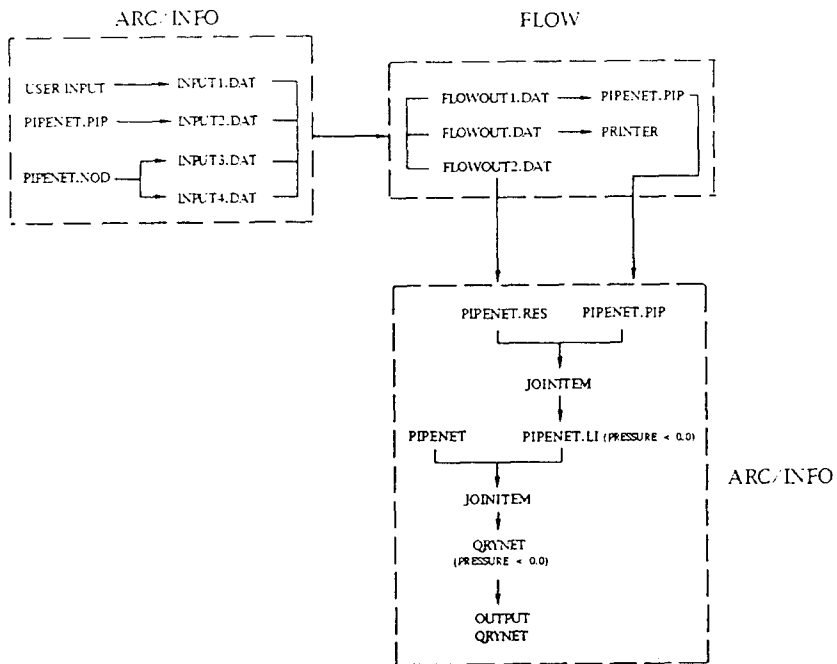 ARC/INFO
USER INPUT
INPUT1.DAT
PIPENET.PIP
INPUT2.DAT
PIPENET.NOD
INPUT3.DAT
INPUT4.DAT
FLOW
FLOWOUT1.DAT
PIPENET.PIP
FLOWOUT.DAT
PRINTER
FLOWOUT2.DAT
PIPENET.RES
PIPENET.PIP
JOINITEM
PIPENET
PIPENET.LI (PRESSURE < 0.0)
JOINITEM
QRYNET
(PRESSURE < 0.0)
OUTPUT
QRYNET
ARC/INFO